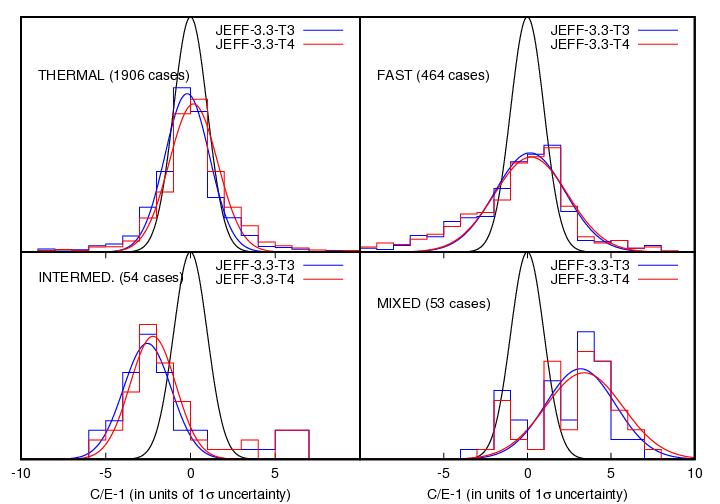 JEFF-3.3-T3
JEFF-3.3-T4
THERMAL (1906 cases)
JEFF-3.3-T3
JEFF-3.3-T4
FAST (464 cases)
JEFF-3.3-T3
JEFF-3.3-T4
INTERMED. (54 cases)
JEFF-3.3-T3
JEFF-3.3-T4
MIXED (53 cases)
-10 -5 0 5
-5 0 5 10
C/E-1 (in units of 1σ uncertainty)
C/E-1 (in units of 1σ uncertainty)